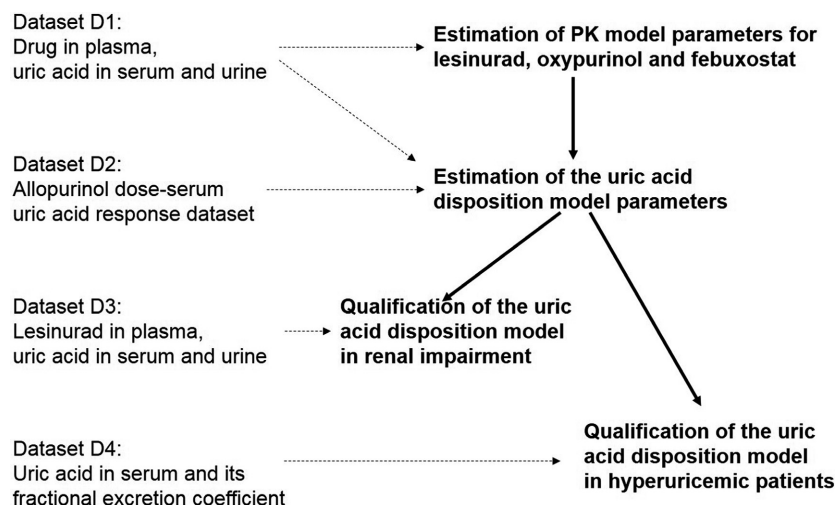 Dataset D1:
Drug in plasma,
uric acid in serum and urine
Estimation of PK model parameters for
lesinurad, oxypurinol and febuxostat
Dataset D2:
Allopurinol dose-serum
uric acid response dataset
Estimation of the uric acid
disposition model parameters
Dataset D3:
Lesinurad in plasma,
uric acid in serum and urine
Qualification of the uric
acid disposition model
in renal impairment
Dataset D4:
Uric acid in serum and its
fractional excretion coefficient
Qualification of the uric
acid disposition model
in hyperuricemic patients